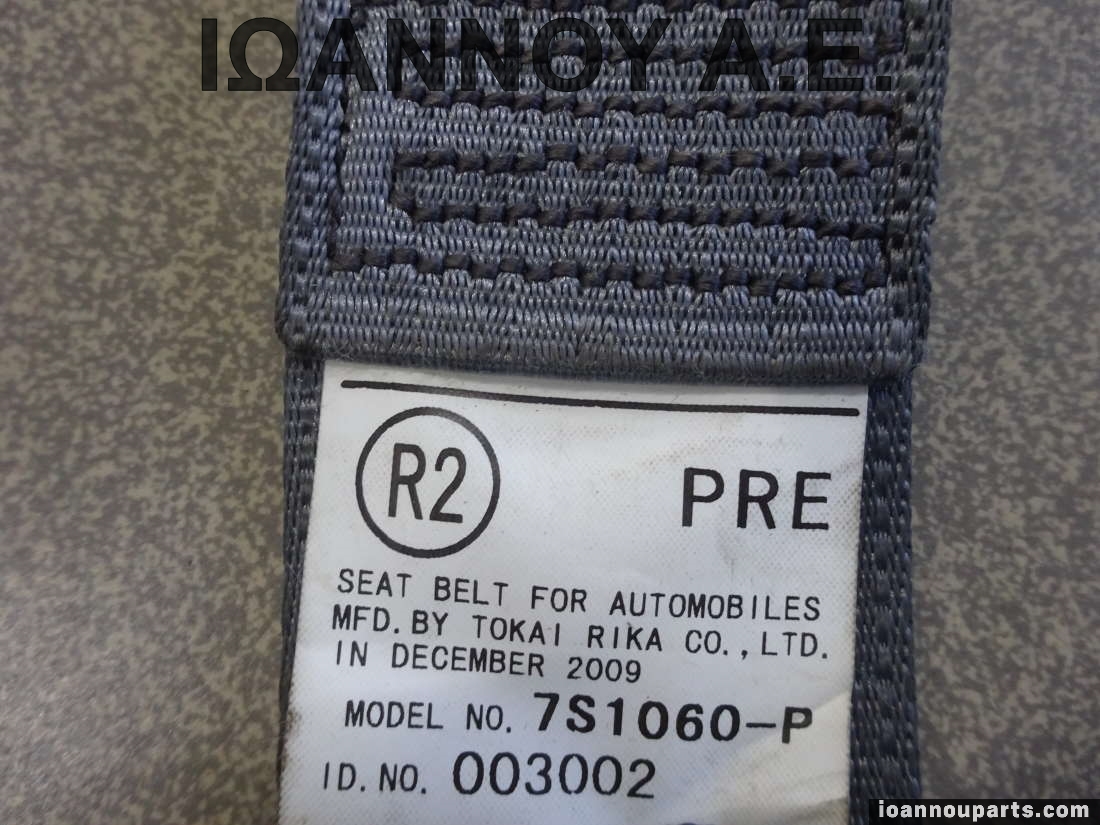 ΙΩΑΝΝΟΥ Α.Ε.
R2 PRE
SEAT BELT FOR AUTOMOBILES
MFD. BY TOKAI RIKA CO., LTD.
IN DECEMBER 2009
MODEL NO. 7S1060-P
ID. NO. 003002
ioannouparts.com